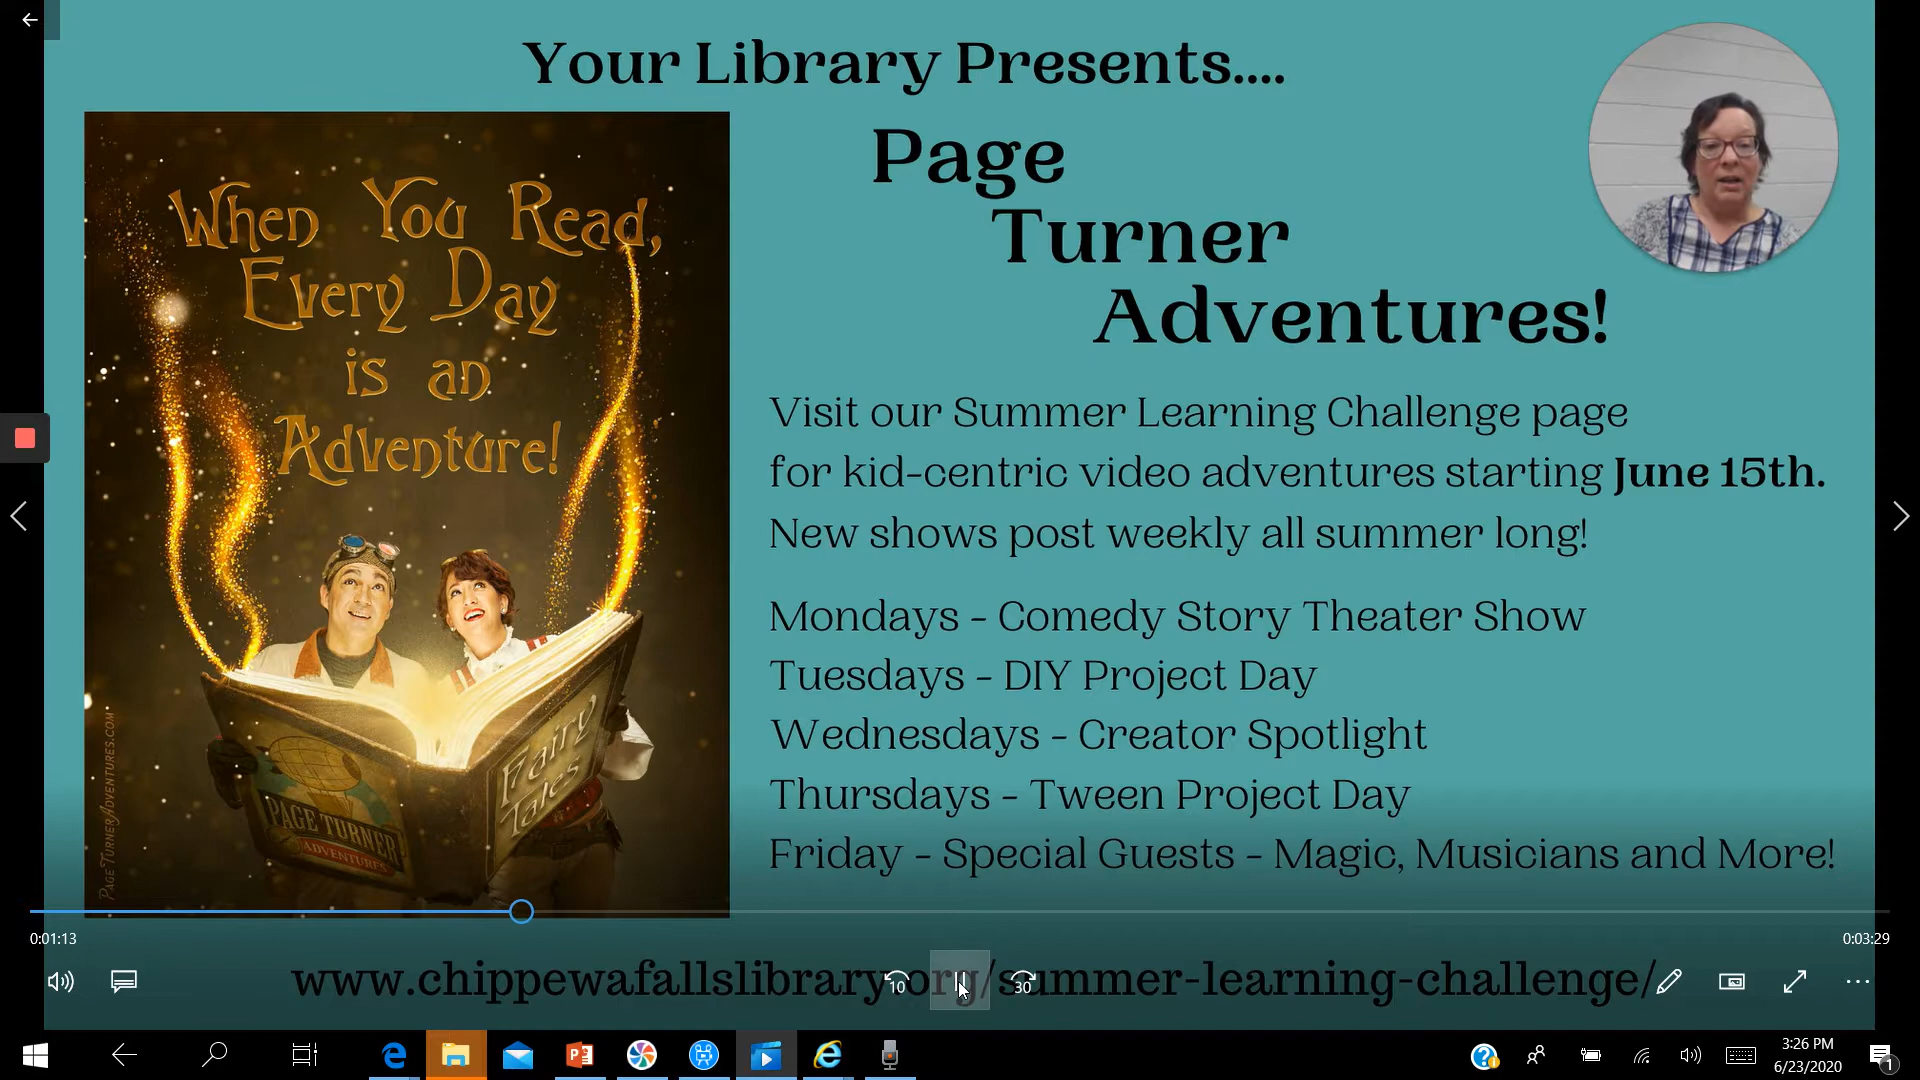 Your Library Presents....
When You Read,
Every Day
is an
Adventure!
Fairy
Tales
PAGE TURNER
ADVENTURES
PAGETURNERADVENTURES.COM
Page
Turner
Adventures!
Visit our Summer Learning Challenge page
for kid-centric video adventures starting June 15th.
New shows post weekly all summer long!
Mondays - Comedy Story Theater Show
Tuesdays - DIY Project Day
Wednesdays - Creator Spotlight
Thursdays - Tween Project Day
Friday - Special Guests - Magic, Musicians and More!
0:01:13
0:03:29
www.chippewafallslibrary.org/summer-learning-challenge/
10
30
3:26 PM
6/23/2020
1